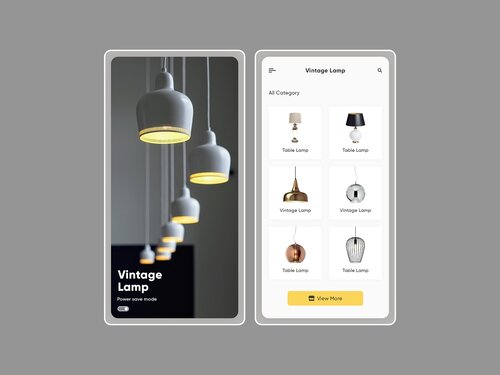 Vintage
Lamp
Power save mode
Vintage Lamp
All Category
Table Lamp
Table Lamp
Vintage Lamp
Vintage Lamp
Table Lamp
Table Lamp
View More